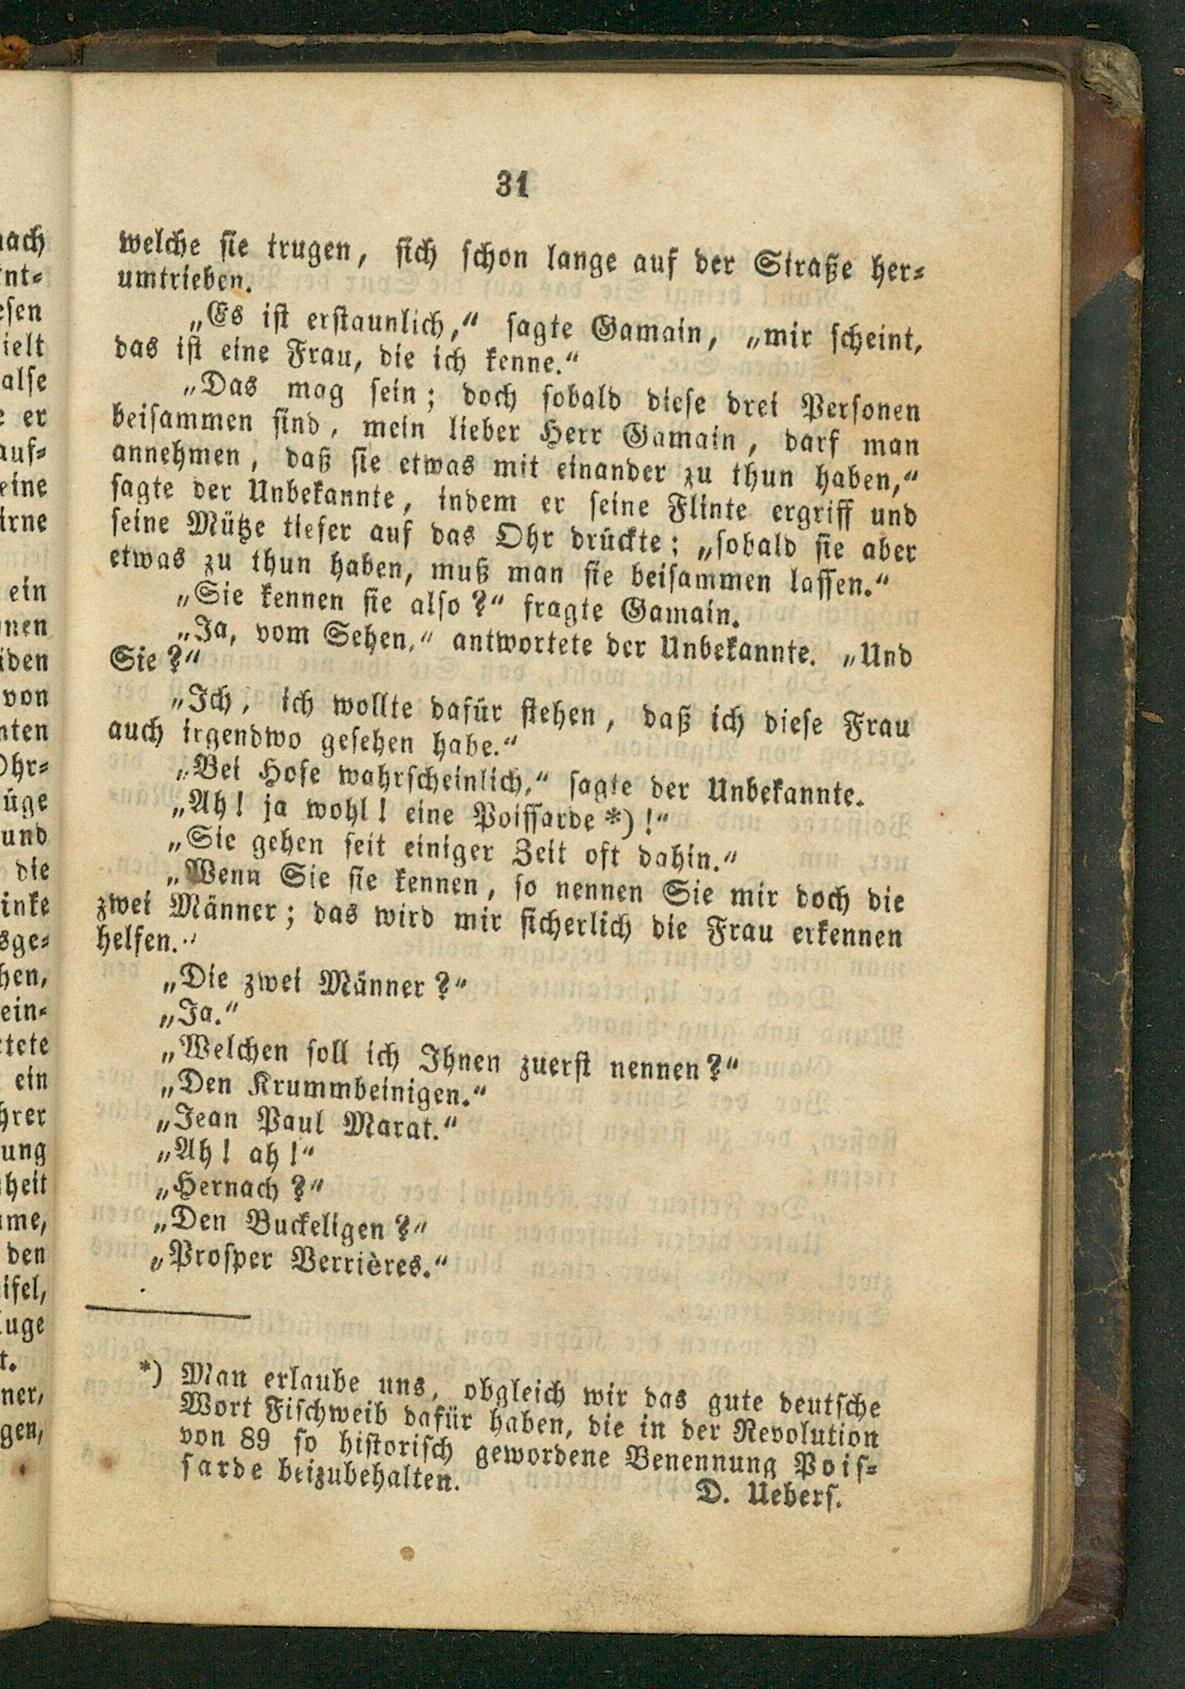 31
welche sie trugen, sich schon lange auf der Straße her-
umtrieben.
„Es ist erstaunlich,“ sagte Gamain, „mir scheint,
das ist eine Frau, die ich kenne.“
„Das mag sein; doch sobald diese drei Personen
beisammen sind, mein lieber Herr Gamain, darf man
annehmen, daß sie etwas mit einander zu thun haben,“
sagte der Unbekannte, indem er seine Flinte ergriff und
seine Mütze tiefer auf das Ohr drückte; „sobald sie aber
etwas zu thun haben, muß man sie beisammen lassen.“
„Sie kennen sie also?“ fragte Gamain.
„Ja, vom Sehen,“ antwortete der Unbekannte. „Und
Sie?“
„Ich, ich wollte dafür stehen, daß ich diese Frau
auch irgendwo gesehen habe.“
„Bei Hofe wahrscheinlich,“ sagte der Unbekannte.
„Ah! ja wohl! eine Poissarde*)!“
„Sie gehen seit einiger Zeit oft dahin.“
„Wenn Sie sie kennen, so nennen Sie mir doch die
zwei Männer; das wird mir sicherlich die Frau erkennen
helfen.“
„Die zwei Männer?“
„Ja.“
„Welchen soll ich Ihnen zuerst nennen?“
„Den Krummbeinigen.“
„Jean Paul Marat.“
„Ah! ah!“
„Hernach?“
„Den Buckeligen?“
„Prosper Verrières.“
*) Man erlaube uns, obgleich wir das gute deutsche
Wort Fischweib dafür haben, die in der Revolution
von 89 so historisch gewordene Benennung Pois-
sarde beizubehalten.
D. Uebers.